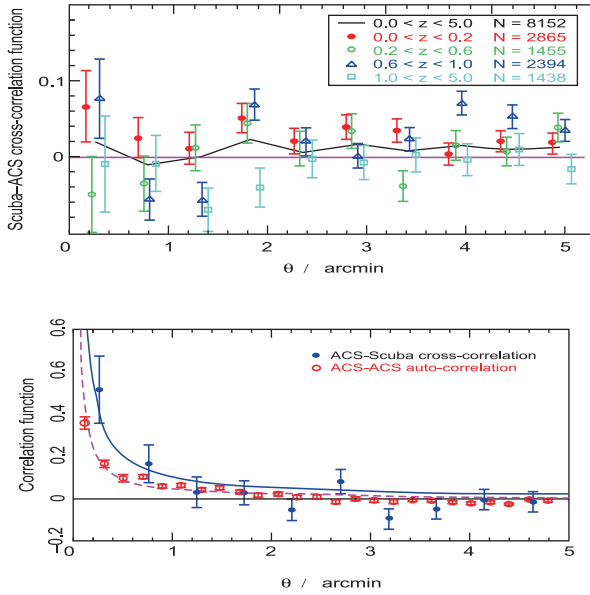 0.0 < z < 5.0 N = 8152
0.0 < z < 0.2 N = 2865
0.2 < z < 0.6 N = 1455
0.6 < z < 1.0 N = 2394
1.0 < z < 5.0 N = 1438
Scuba–ACS cross-correlation function
0.1
0
0 1 2 3 4 5
θ / arcmin
ACS-Scuba cross-correlation
ACS-ACS auto-correlation
Correlation function
0.6
0.4
0.2
0
-0.2
0 1 2 3 4 5
θ / arcmin